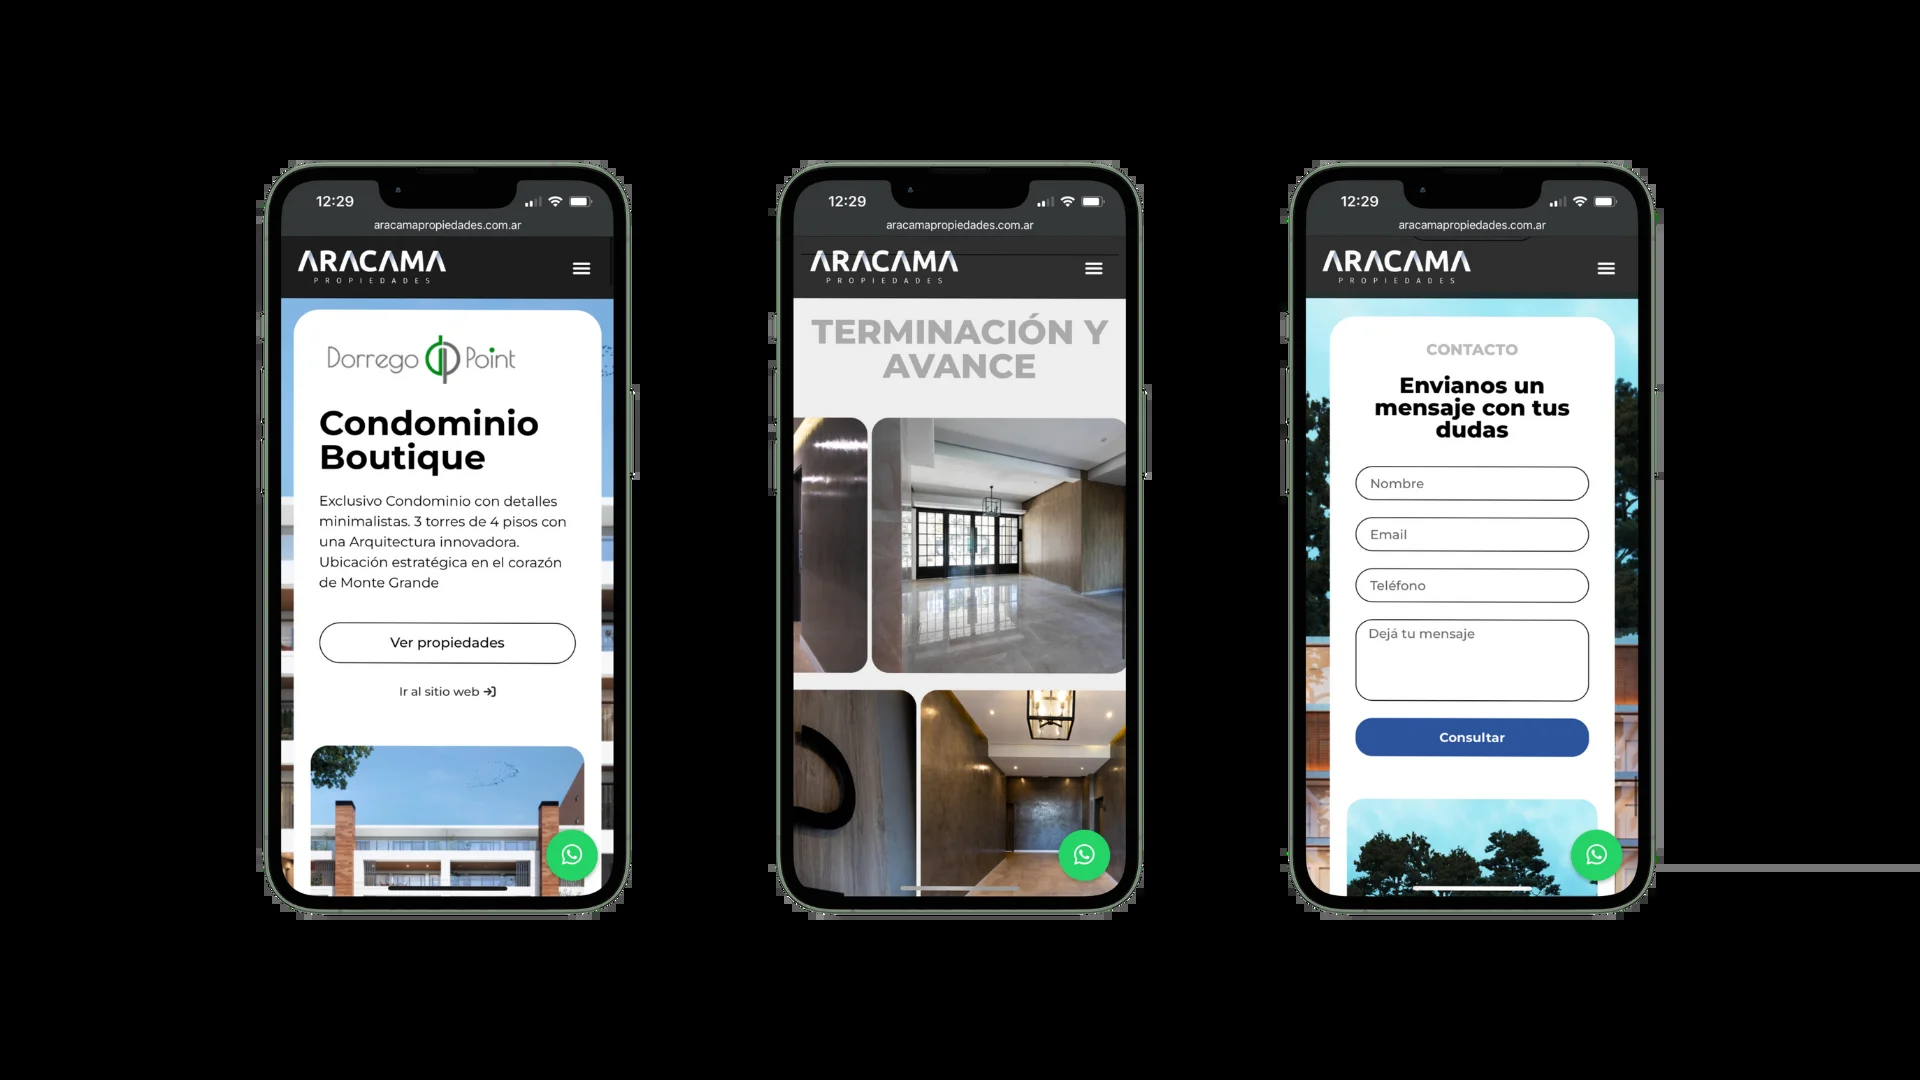 12:29
aracamapropiedades.com.ar
ARACAMA
PROPIEDADES
Dorrego Point
Condominio
Boutique
Exclusivo Condominio con detalles
minimalistas. 3 torres de 4 pisos con
una Arquitectura innovadora.
Ubicación estratégica en el corazón
de Monte Grande
Ver propiedades
Ir al sitio web
12:29
aracamapropiedades.com.ar
ARACAMA
PROPIEDADES
TERMINACIÓN Y
AVANCE
12:29
aracamapropiedades.com.ar
ARACAMA
PROPIEDADES
CONTACTO
Envianos un
mensaje con tus
dudas
Nombre
Email
Teléfono
Dejá tu mensaje
Consultar